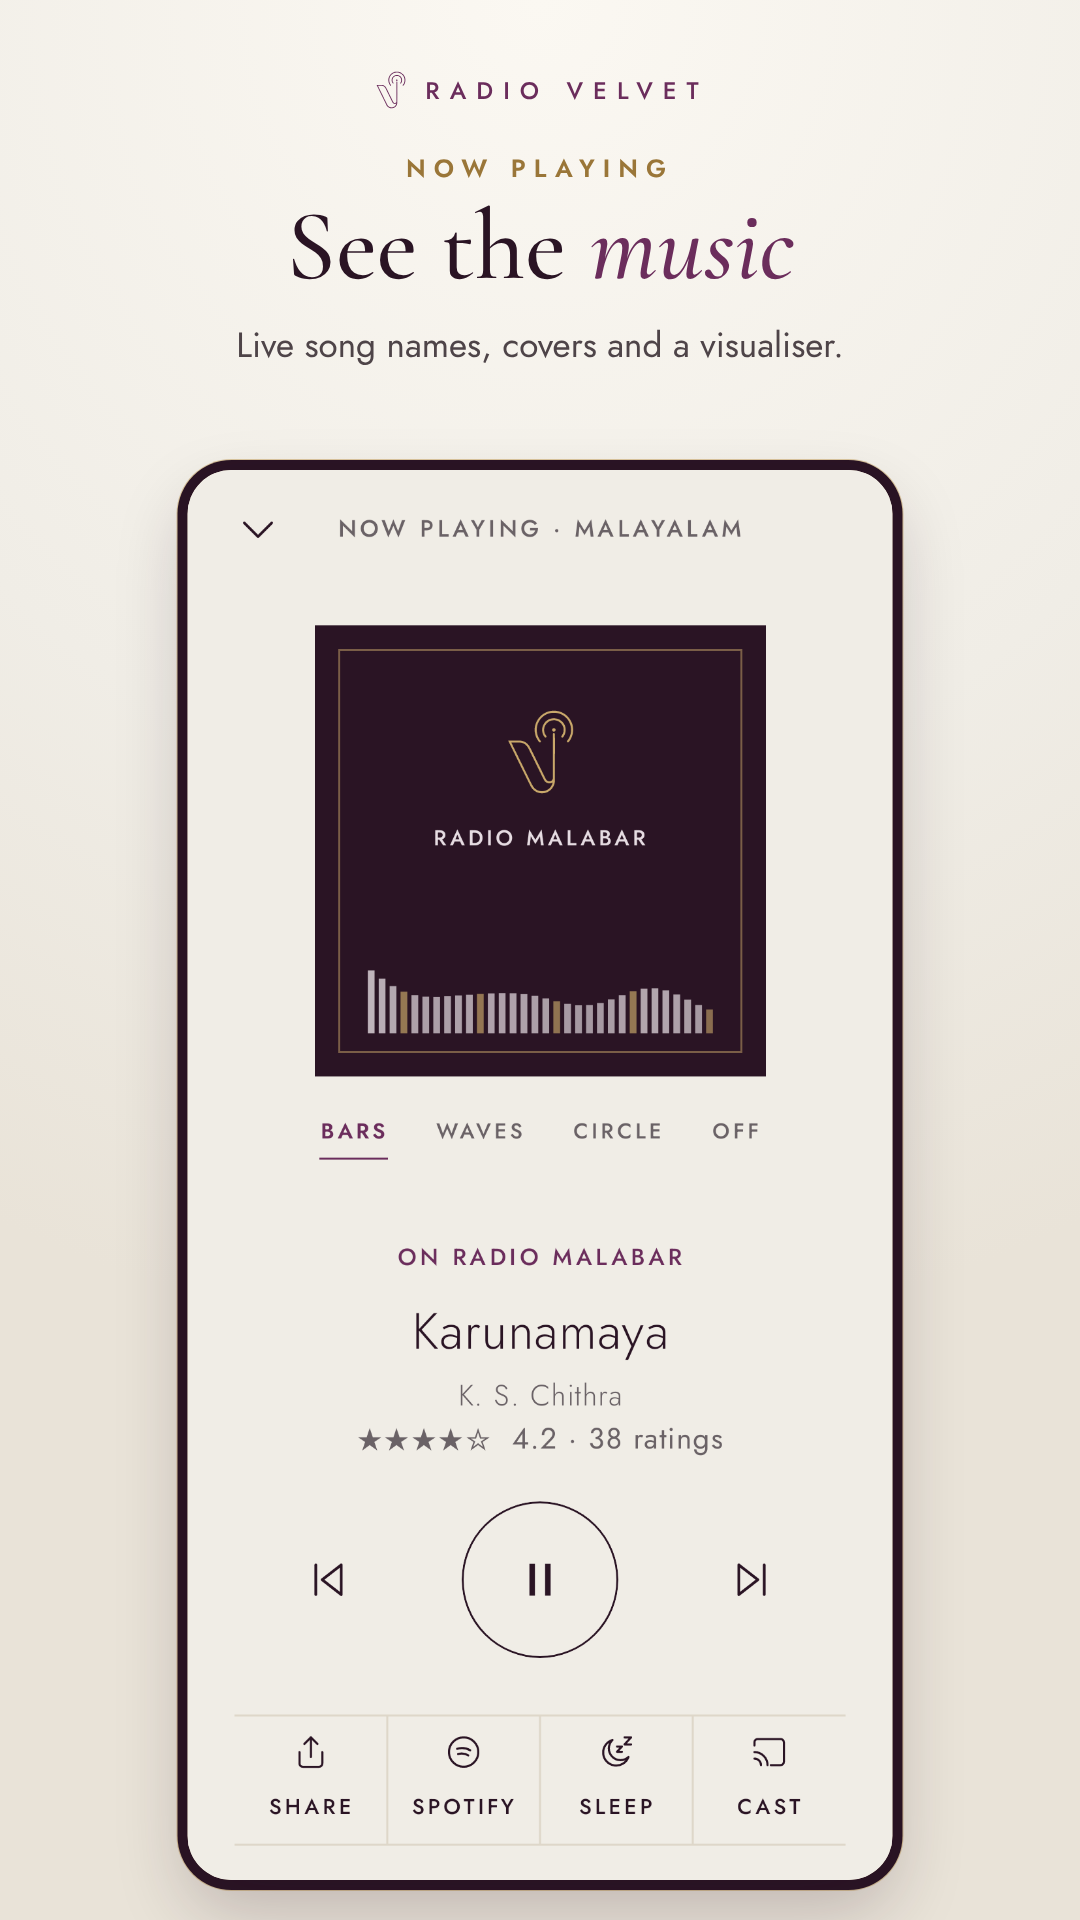 RADIO VELVET
NOW PLAYING
See the music
Live song names, covers and a visualiser.
NOW PLAYING · MALAYALAM
RADIO MALABAR
BARS WAVES CIRCLE OFF
ON RADIO MALABAR
Karunamaya
K. S. Chithra
★★★★☆ 4.2 · 38 ratings
SHARE SPOTIFY SLEEP CAST